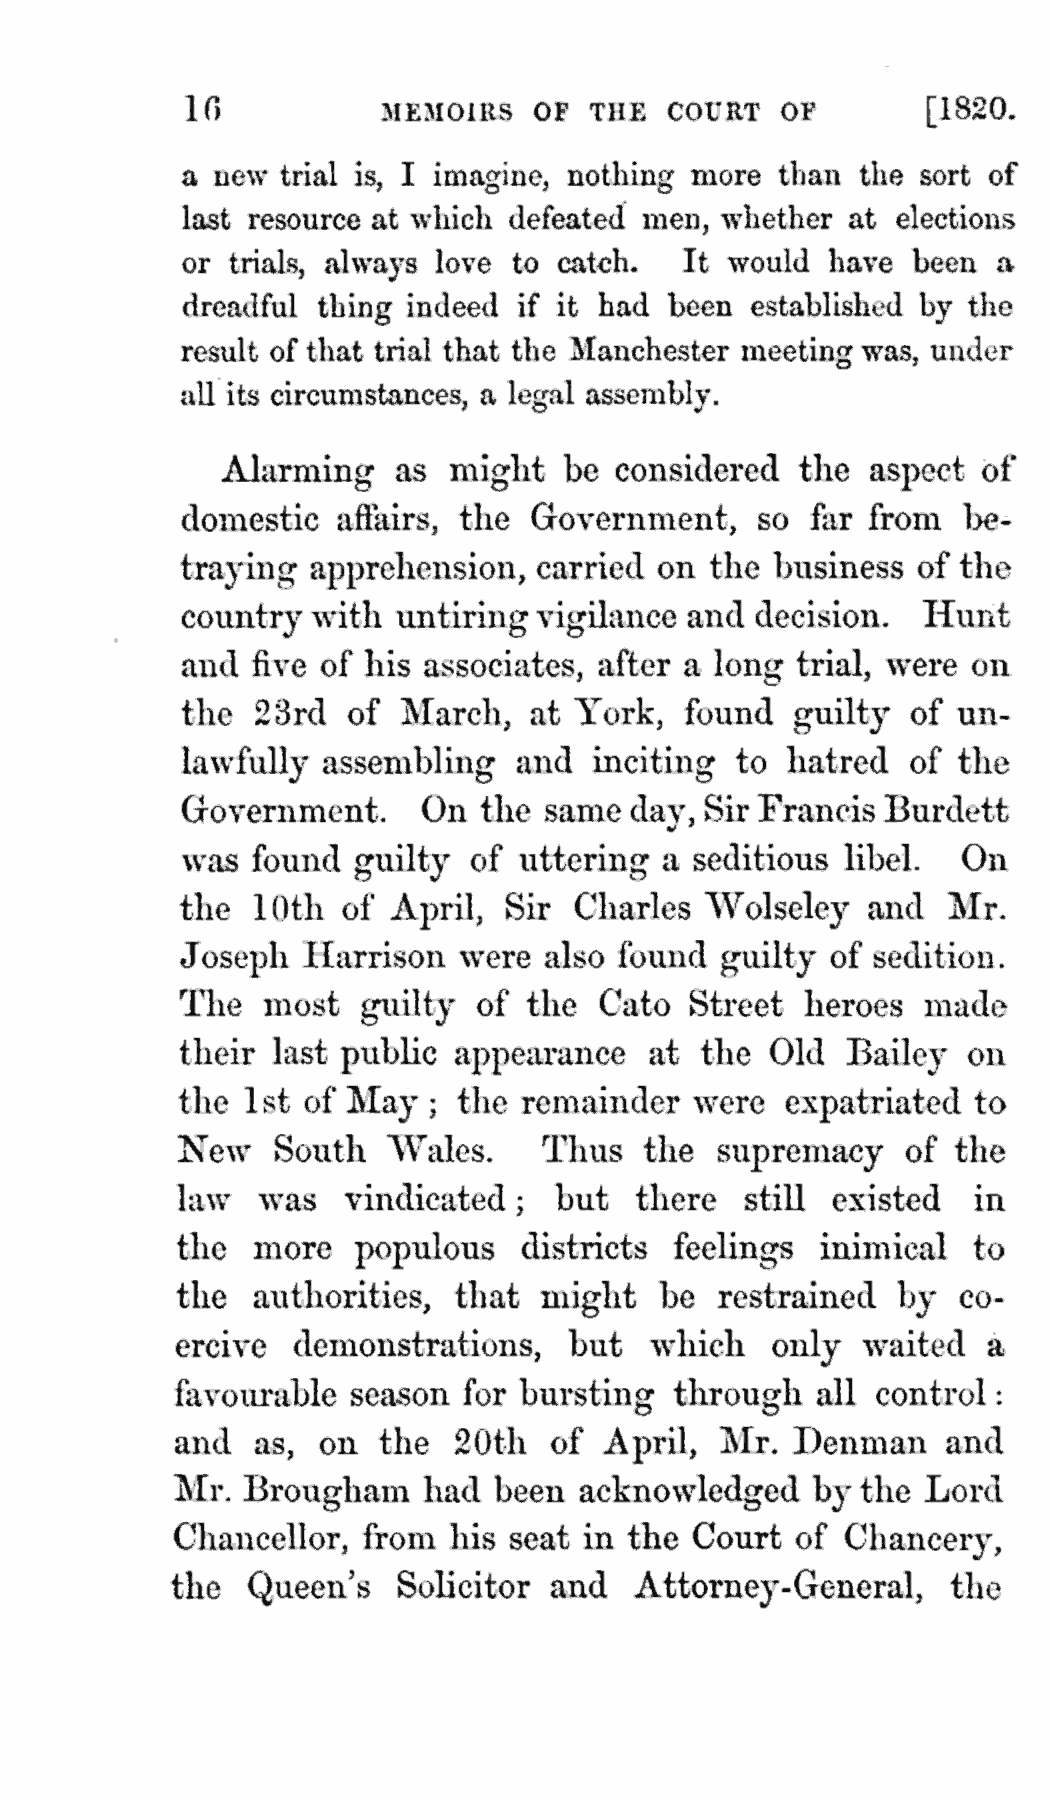 16 MEMOIRS OF THE COURT OF [1820.
a new trial is, I imagine, nothing more than the sort of
last resource at which defeated men, whether at elections
or trials, always love to catch. It would have been a
dreadful thing indeed if it had been established by the
result of that trial that the Manchester meeting was, under
all its circumstances, a legal assembly.
Alarming as might be considered the aspect of
domestic affairs, the Government, so far from be-
traying apprehension, carried on the business of the
country with untiring vigilance and decision. Hunt
and five of his associates, after a long trial, were on
the 23rd of March, at York, found guilty of un-
lawfully assembling and inciting to hatred of the
Government. On the same day, Sir Francis Burdett
was found guilty of uttering a seditious libel. On
the 10th of April, Sir Charles Wolseley and Mr.
Joseph Harrison were also found guilty of sedition.
The most guilty of the Cato Street heroes made
their last public appearance at the Old Bailey on
the 1st of May ; the remainder were expatriated to
New South Wales. Thus the supremacy of the
law was vindicated ; but there still existed in
the more populous districts feelings inimical to
the authorities, that might be restrained by co-
ercive demonstrations, but which only waited a
favourable season for bursting through all control :
and as, on the 20th of April, Mr. Denman and
Mr. Brougham had been acknowledged by the Lord
Chancellor, from his seat in the Court of Chancery,
the Queen's Solicitor and Attorney-General, the